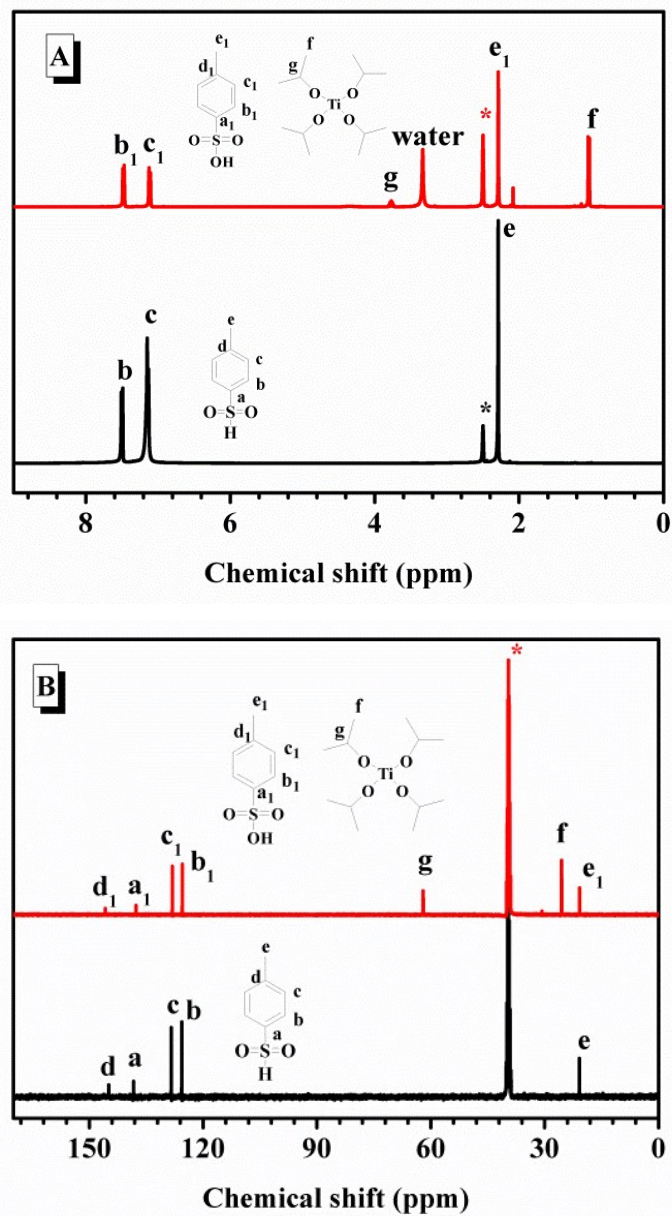 A
e1
f
d1
g
c1
b1
a1
O=S=O
OH
O
O
Ti
O
O
b1
c1
g
water
*
e1
f
e
d
c
b
a
O=S=O
H
b
c
*
e
8
6
4
2
0
Chemical shift (ppm)
B
*
e1
f
d1
g
c1
b1
a1
O=S=O
OH
O
O
Ti
O
O
d1
a1
c1
b1
g
f
e1
e
d
c
b
a
O=S=O
H
d
a
c
b
e
150
120
90
60
30
0
Chemical shift (ppm)